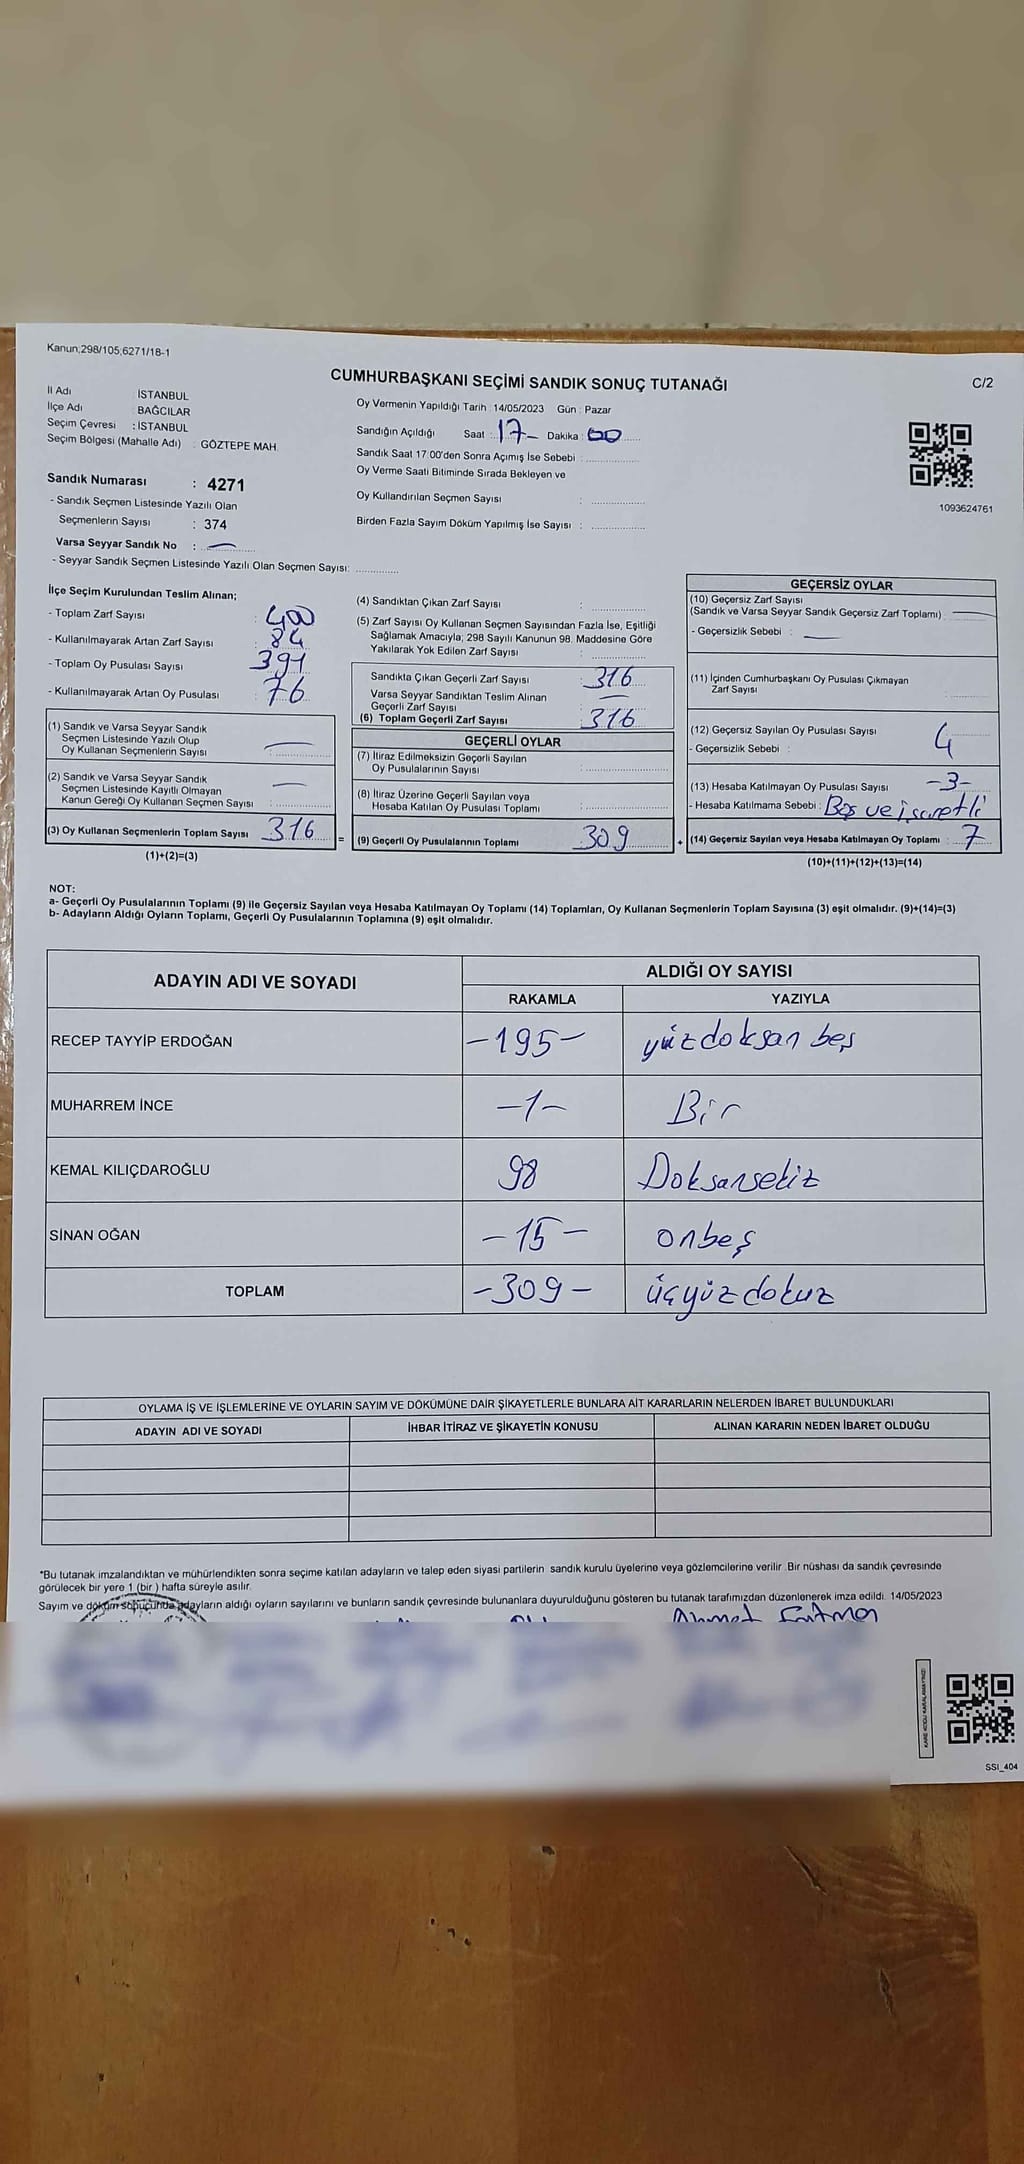 Kanun;298/105;6271/18-1
CUMHURBAŞKANI SEÇİMİ SANDIK SONUÇ TUTANAĞI
C/2
İl Adı : İSTANBUL
İlçe Adı : BAĞCILAR
Seçim Çevresi : İSTANBUL
Seçim Bölgesi (Mahalle Adı) : GÖZTEPE MAH.
Sandık Numarası : 4271
- Sandık Seçmen Listesinde Yazılı Olan
Seçmenlerin Sayısı : 374
Varsa Seyyar Sandık No : —
- Seyyar Sandık Seçmen Listesinde Yazılı Olan Seçmen Sayısı:
Oy Vermenin Yapıldığı Tarih : 14/05/2023 Gün : Pazar
Sandığın Açıldığı Saat : 17- Dakika : 00
Sandık Saat 17:00'den Sonra Açımış İse Sebebi :
Oy Verme Saati Bitiminde Sırada Bekleyen ve
Oy Kullandırılan Seçmen Sayısı :
Birden Fazla Sayım Döküm Yapılmış İse Sayısı :
1093624761
İlçe Seçim Kurulundan Teslim Alınan;
- Toplam Zarf Sayısı : 400
- Kullanılmayarak Artan Zarf Sayısı : 84
- Toplam Oy Pusulası Sayısı : 391
- Kullanılmayarak Artan Oy Pusulası : 76
(1) Sandık ve Varsa Seyyar Sandık
Seçmen Listesinde Yazılı Olup
Oy Kullanan Seçmenlerin Sayısı : —
(2) Sandık ve Varsa Seyyar Sandık
Seçmen Listesinde Kayıtlı Olmayan
Kanun Gereği Oy Kullanan Seçmen Sayısı : —
(3) Oy Kullanan Seçmenlerin Toplam Sayısı : 316 =
(1)+(2)=(3)
(4) Sandıktan Çıkan Zarf Sayısı :
(5) Zarf Sayısı Oy Kullanan Seçmen Sayısından Fazla İse, Eşitliği
Sağlamak Amacıyla; 298 Sayılı Kanunun 98. Maddesine Göre
Yakılarak Yok Edilen Zarf Sayısı :
Sandıkta Çıkan Geçerli Zarf Sayısı : 316
Varsa Seyyar Sandıktan Teslim Alınan
Geçerli Zarf Sayısı : —
(6) Toplam Geçerli Zarf Sayısı : 316
GEÇERLİ OYLAR
(7) İtiraz Edilmeksizin Geçerli Sayılan
Oy Pusulalarının Sayısı :
(8) İtiraz Üzerine Geçerli Sayılan veya
Hesaba Katılan Oy Pusulası Toplamı :
(9) Geçerli Oy Pusulalarının Toplamı : 309 +
GEÇERSİZ OYLAR
(10) Geçersiz Zarf Sayısı
(Sandık ve Varsa Seyyar Sandık Geçersiz Zarf Toplamı) : —
- Geçersizlik Sebebi : —
(11) İçinden Cumhurbaşkanı Oy Pusulası Çıkmayan
Zarf Sayısı :
(12) Geçersiz Sayılan Oy Pusulası Sayısı : 4
- Geçersizlik Sebebi :
(13) Hesaba Katılmayan Oy Pusulası Sayısı : -3-
- Hesaba Katılmama Sebebi : Boş ve işaretli
(14) Geçersiz Sayılan veya Hesaba Katılmayan Oy Toplamı : 7
(10)+(11)+(12)+(13)=(14)
NOT:
a- Geçerli Oy Pusulalarının Toplamı (9) ile Geçersiz Sayılan veya Hesaba Katılmayan Oy Toplamı (14) Toplamları, Oy Kullanan Seçmenlerin Toplam Sayısına (3) eşit olmalıdır. (9)+(14)=(3)
b- Adayların Aldığı Oyların Toplamı, Geçerli Oy Pusulalarının Toplamına (9) eşit olmalıdır.
ADAYIN ADI VE SOYADI
ALDIĞI OY SAYISI
RAKAMLA YAZIYLA
RECEP TAYYİP ERDOĞAN -195- yüzdoksan beş
MUHARREM İNCE -1- Bir
KEMAL KILIÇDAROĞLU 98 Doksansekiz
SİNAN OĞAN -15- onbeş
TOPLAM -309- üçyüzdokuz
OYLAMA İŞ VE İŞLEMLERİNE VE OYLARIN SAYIM VE DÖKÜMÜNE DAİR ŞİKAYETLERLE BUNLARA AİT KARARLARIN NELERDEN İBARET BULUNDUKLARI
ADAYIN ADI VE SOYADI İHBAR İTİRAZ VE ŞİKAYETİN KONUSU ALINAN KARARIN NEDEN İBARET OLDUĞU
*Bu tutanak imzalandıktan ve mühürlendikten sonra seçime katılan adayların ve talep eden siyasi partilerin sandık kurulu üyelerine veya gözlemcilerine verilir. Bir nüshası da sandık çevresinde
görülecek bir yere 1 (bir ) hafta süreyle asılır.
Sayım ve döküm sonucunda adayların aldığı oyların sayılarını ve bunların sandık çevresinde bulunanlara duyurulduğunu gösteren bu tutanak tarafımızdan düzenlenerek imza edildi. 14/05/2023
Ahmet
SSI_404